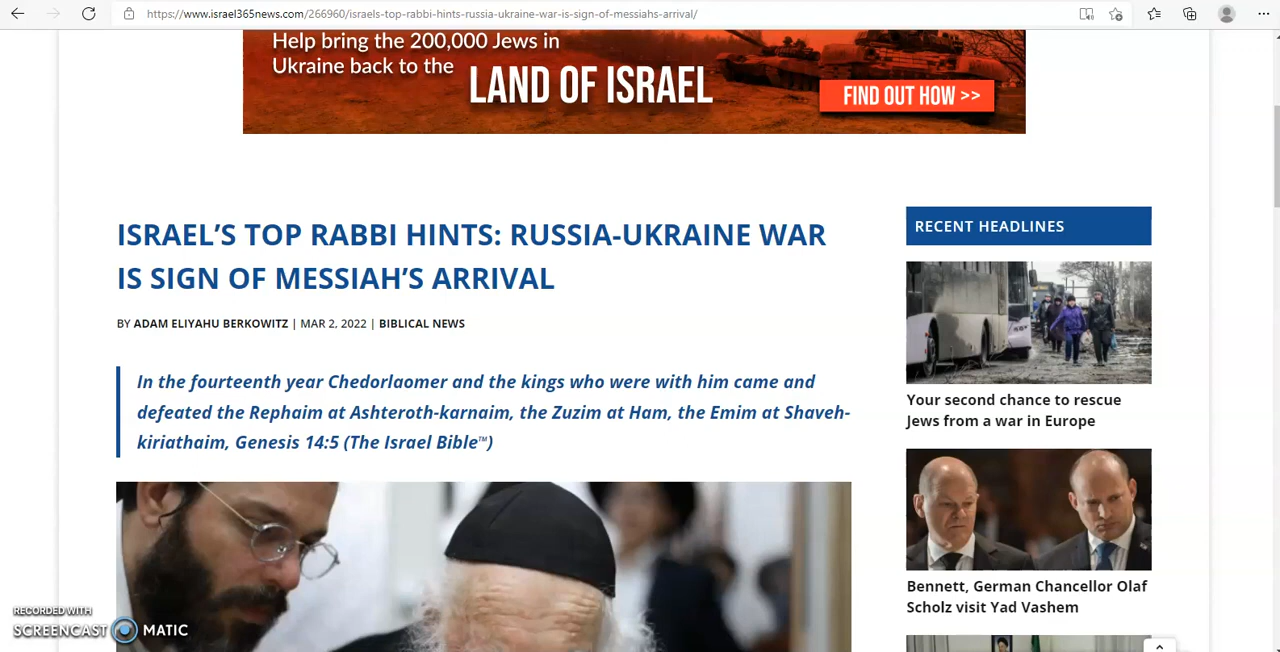 https://www.israel365news.com/266960/israels-top-rabbi-hints-russia-ukraine-war-is-sign-of-messiahs-arrival/
Help bring the 200,000 Jews in
Ukraine back to the
LAND OF ISRAEL
FIND OUT HOW >>
ISRAEL'S TOP RABBI HINTS: RUSSIA-UKRAINE WAR
IS SIGN OF MESSIAH'S ARRIVAL
BY ADAM ELIYAHU BERKOWITZ | MAR 2, 2022 | BIBLICAL NEWS
In the fourteenth year Chedorlaomer and the kings who were with him came and
defeated the Rephaim at Ashteroth-karnaim, the Zuzim at Ham, the Emim at Shaveh-
kiriathaim, Genesis 14:5 (The Israel Bible™)
RECENT HEADLINES
Your second chance to rescue
Jews from a war in Europe
Bennett, German Chancellor Olaf
Scholz visit Yad Vashem
RECORDED WITH
SCREENCAST MATIC